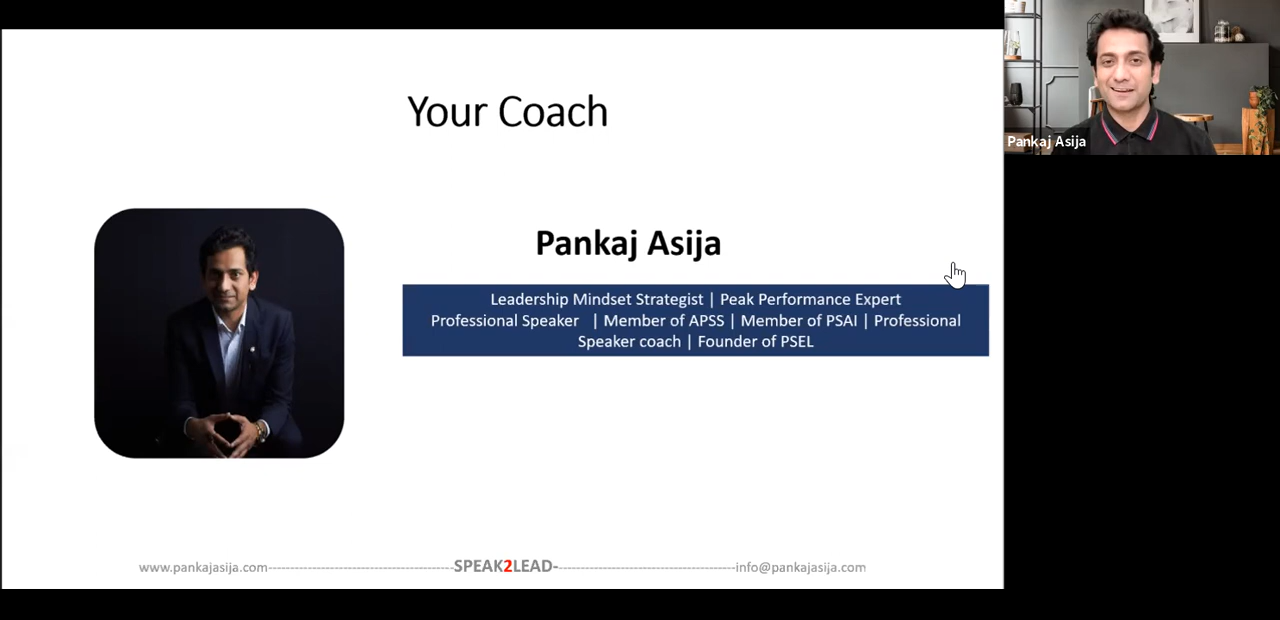 Your Coach
Pankaj Asija
Leadership Mindset Strategist | Peak Performance Expert
Professional Speaker | Member of APSS | Member of PSAI | Professional
Speaker coach | Founder of PSEL
www.pankajasija.com------------------------------------------SPEAK2LEAD-----------------------------------------info@pankajasija.com
Pankaj Asija